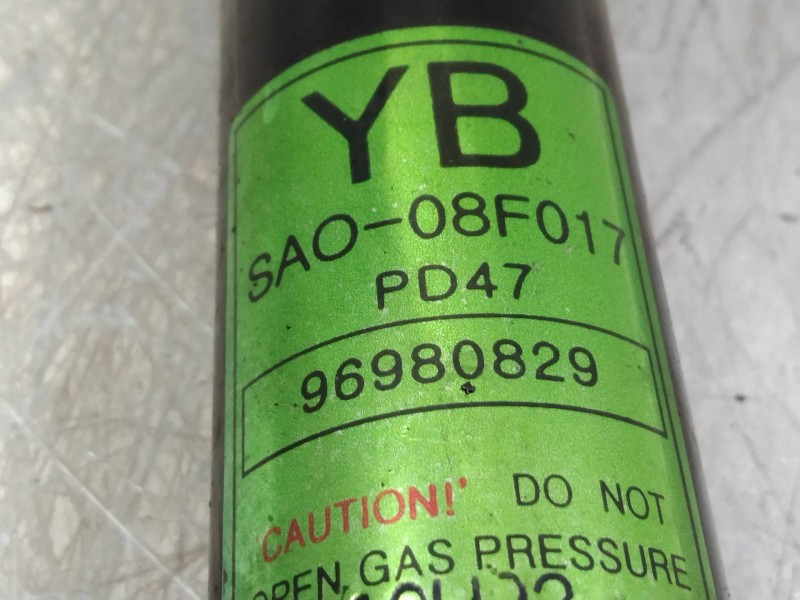 YB
SAO-08F017
PD47
96980829
"CAUTION!" DO NOT
OPEN, GAS PRESSURE